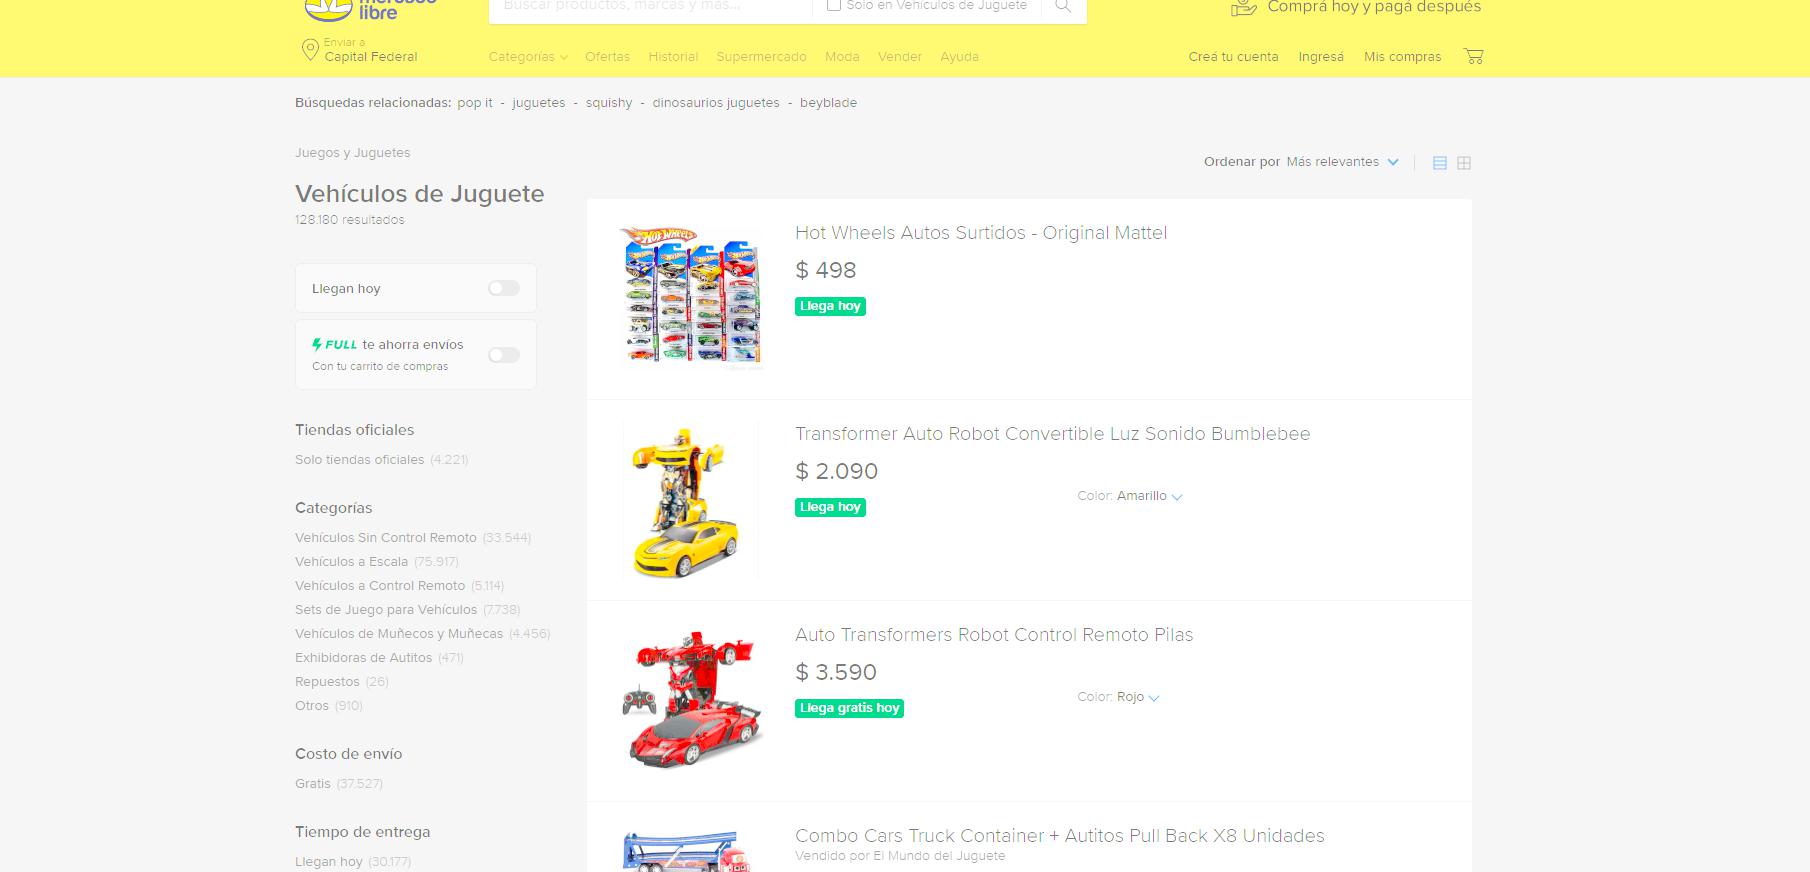 mercado
libre
Buscar productos, marcas y más...
Solo en Vehículos de Juguete
Comprá hoy y pagá después
Enviar a
Capital Federal
Categorías
Ofertas
Historial
Supermercado
Moda
Vender
Ayuda
Creá tu cuenta
Ingresá
Mis compras
Búsquedas relacionadas: pop it - juguetes - squishy - dinosaurios juguetes - beyblade
Juegos y Juguetes
Vehículos de Juguete
128.180 resultados
Ordenar por Más relevantes
Llegan hoy
FULL te ahorra envíos
Con tu carrito de compras
Tiendas oficiales
Solo tiendas oficiales (4.221)
Categorías
Vehículos Sin Control Remoto (33.544)
Vehículos a Escala (75.917)
Vehículos a Control Remoto (5.114)
Sets de Juego para Vehículos (7.738)
Vehículos de Muñecos y Muñecas (4.456)
Exhibidoras de Autitos (471)
Repuestos (26)
Otros (910)
Costo de envío
Gratis (37.527)
Tiempo de entrega
Llegan hoy (30.177)
Hot Wheels
Hot Wheels Autos Surtidos - Original Mattel
$ 498
Llega hoy
Transformer Auto Robot Convertible Luz Sonido Bumblebee
$ 2.090
Llega hoy
Color: Amarillo
Auto Transformers Robot Control Remoto Pilas
$ 3.590
Llega gratis hoy
Color: Rojo
Combo Cars Truck Container + Autitos Pull Back X8 Unidades
Vendido por El Mundo del Juguete